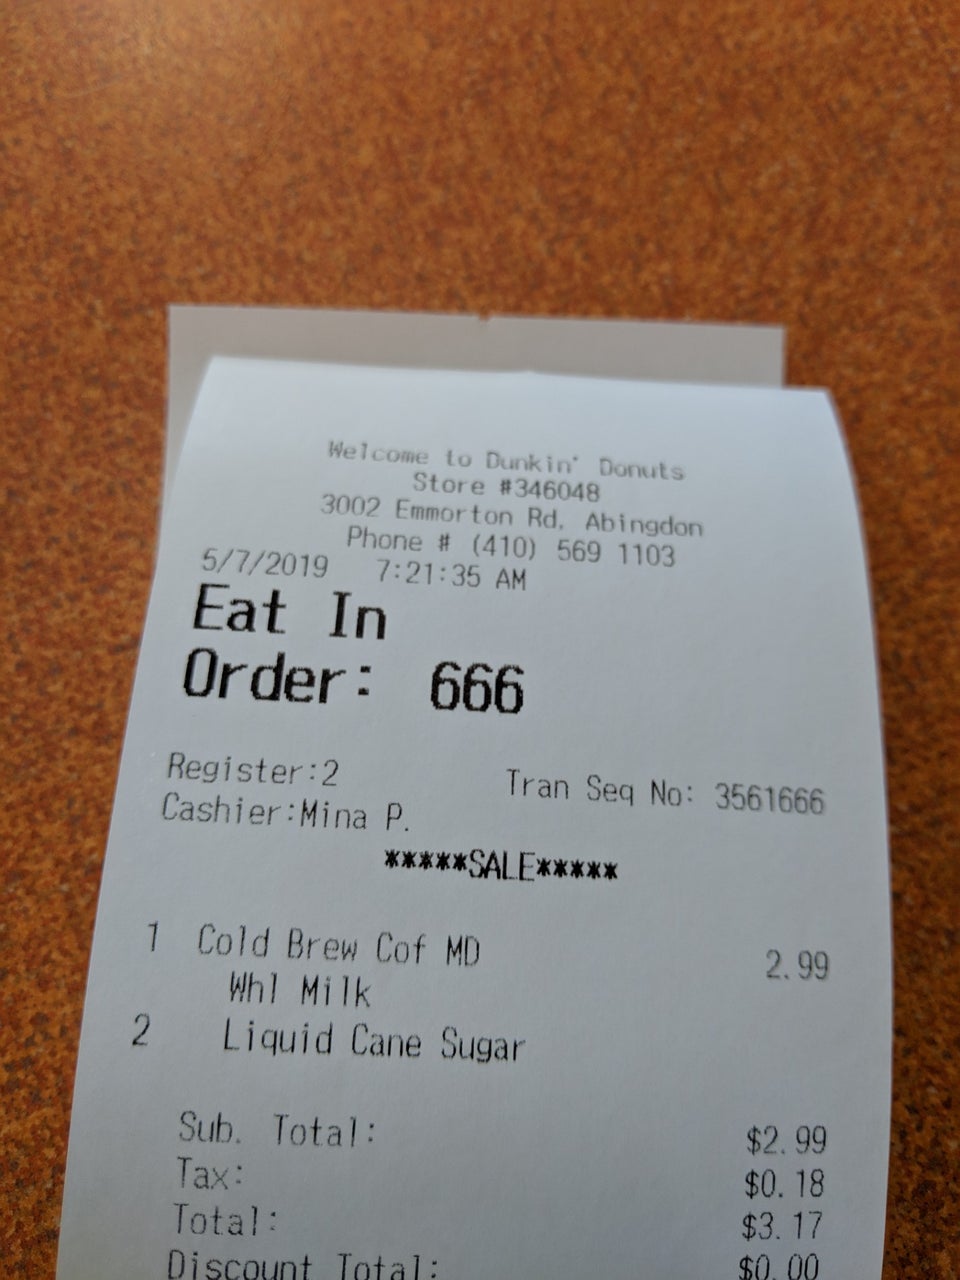 Welcome to Dunkin' Donuts
Store #346048
3002 Emmorton Rd, Abingdon
Phone # (410) 569 1103
5/7/2019 7:21:35 AM
Eat In
Order: 666
Register:2 Tran Seq No: 3561666
Cashier:Mina P.
*****SALE*****
1 Cold Brew Cof MD 2.99
Whl Milk
2 Liquid Cane Sugar
Sub. Total: $2.99
Tax: $0.18
Total: $3.17
Discount Total: $0.00